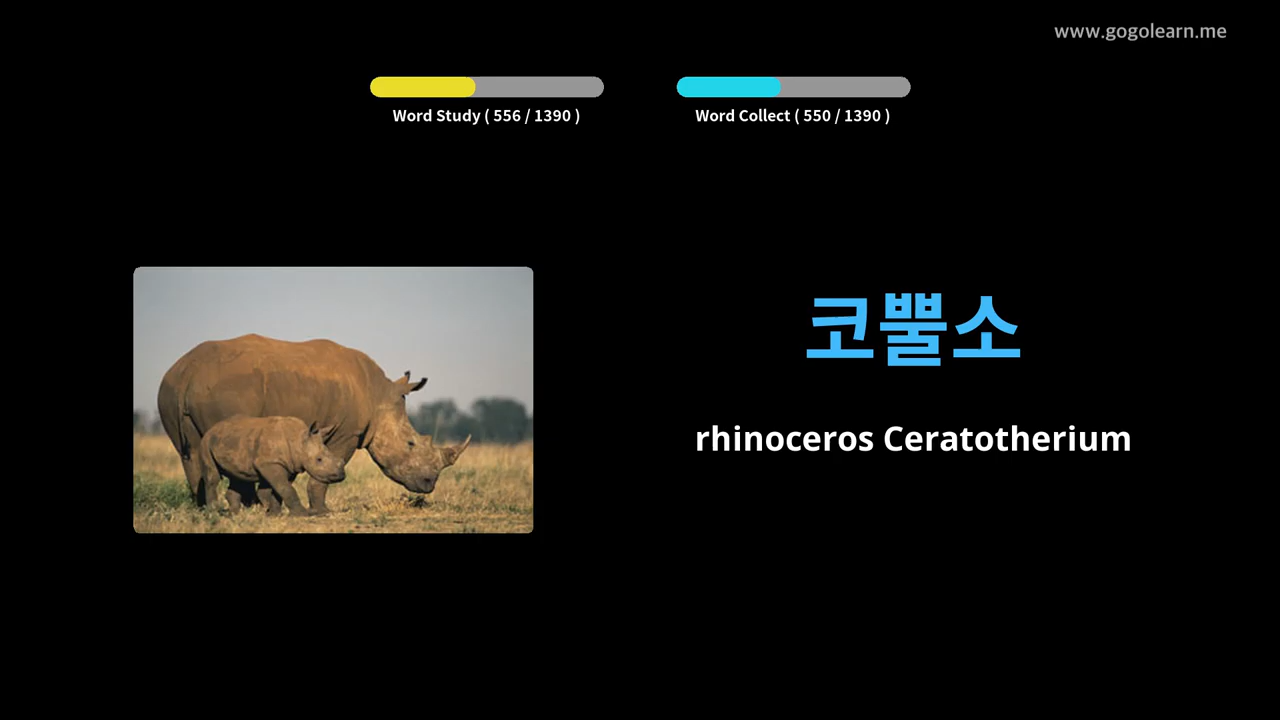 www.gogolearn.me
Word Study ( 556 / 1390 )
Word Collect ( 550 / 1390 )
코뿔소
rhinoceros Ceratotherium